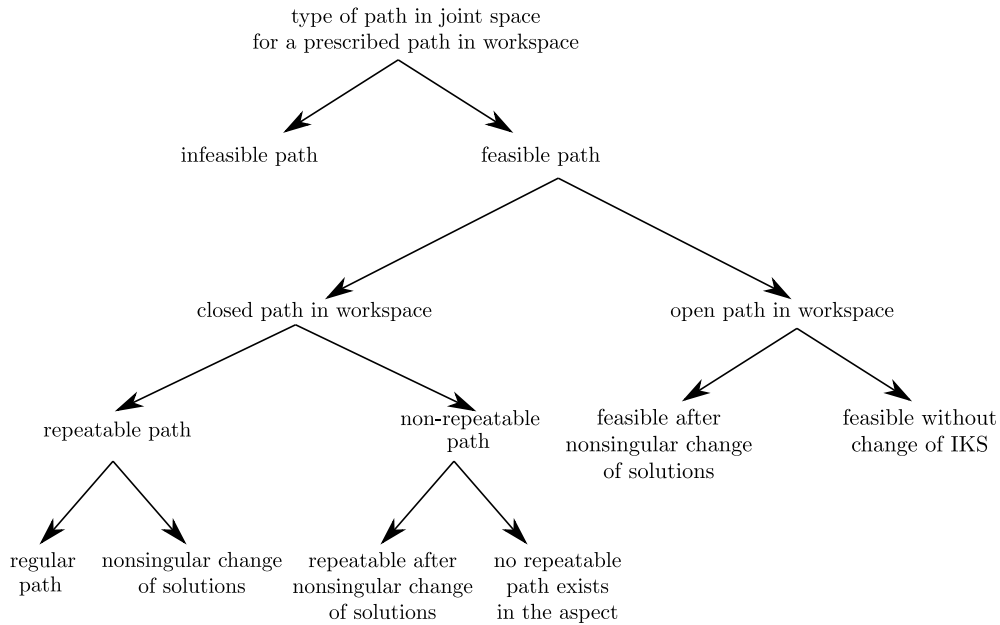 type of path in joint space
for a prescribed path in workspace
infeasible path
feasible path
closed path in workspace
open path in workspace
repeatable path
non-repeatable
path
feasible after
nonsingular change
of solutions
feasible without
change of IKS
regular
path
nonsingular change
of solutions
repeatable after
nonsingular change
of solutions
no repeatable
path exists
in the aspect